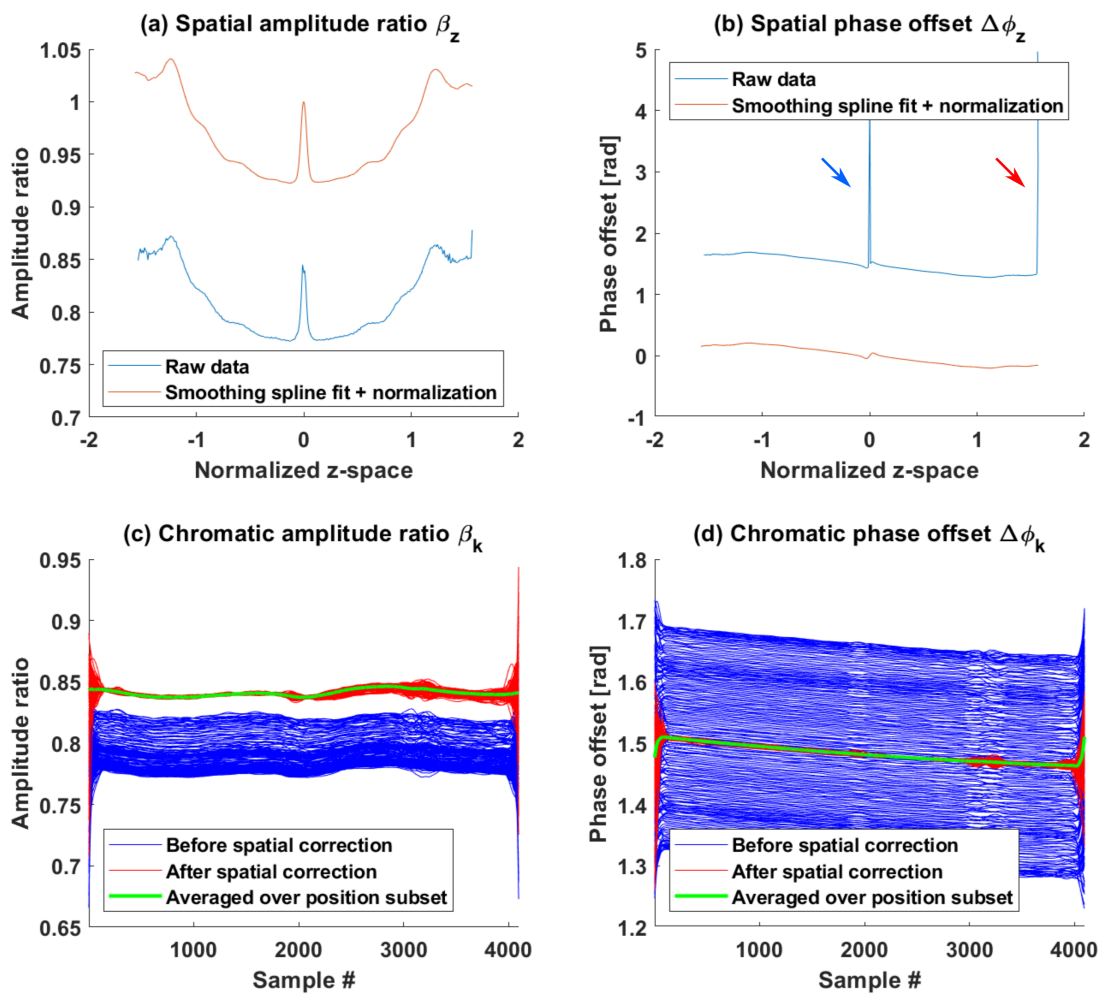 (a) Spatial amplitude ratio β_z
1.05
1
0.95
0.9
0.85
0.8
0.75
0.7
Amplitude ratio
Raw data
Smoothing spline fit + normalization
-2 -1 0 1 2
Normalized z-space
(b) Spatial phase offset Δϕ_z
5
4
3
2
1
0
-1
Phase offset [rad]
Raw data
Smoothing spline fit + normalization
-2 -1 0 1 2
Normalized z-space
(c) Chromatic amplitude ratio β_k
0.95
0.9
0.85
0.8
0.75
0.7
0.65
Amplitude ratio
Before spatial correction
After spatial correction
Averaged over position subset
1000 2000 3000 4000
Sample #
(d) Chromatic phase offset Δϕ_k
1.8
1.7
1.6
1.5
1.4
1.3
1.2
Phase offset [rad]
Before spatial correction
After spatial correction
Averaged over position subset
1000 2000 3000 4000
Sample #